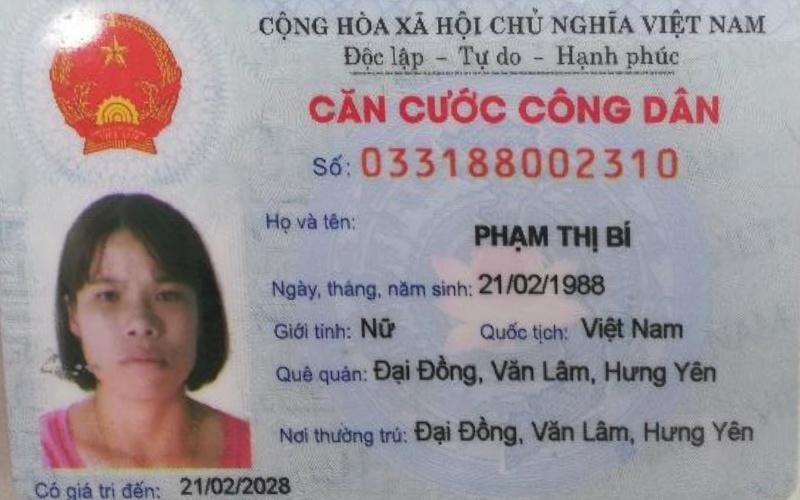 CỘNG HÒA XÃ HỘI CHỦ NGHĨA VIỆT NAM
Độc lập - Tự do - Hạnh phúc
CĂN CƯỚC CÔNG DÂN
Số: 033188002310
Họ và tên: PHẠM THỊ BÍ
Ngày, tháng, năm sinh: 21/02/1988
Giới tính: Nữ Quốc tịch: Việt Nam
Quê quán: Đại Đồng, Văn Lâm, Hưng Yên
Nơi thường trú: Đại Đồng, Văn Lâm, Hưng Yên
Có giá trị đến: 21/02/2028